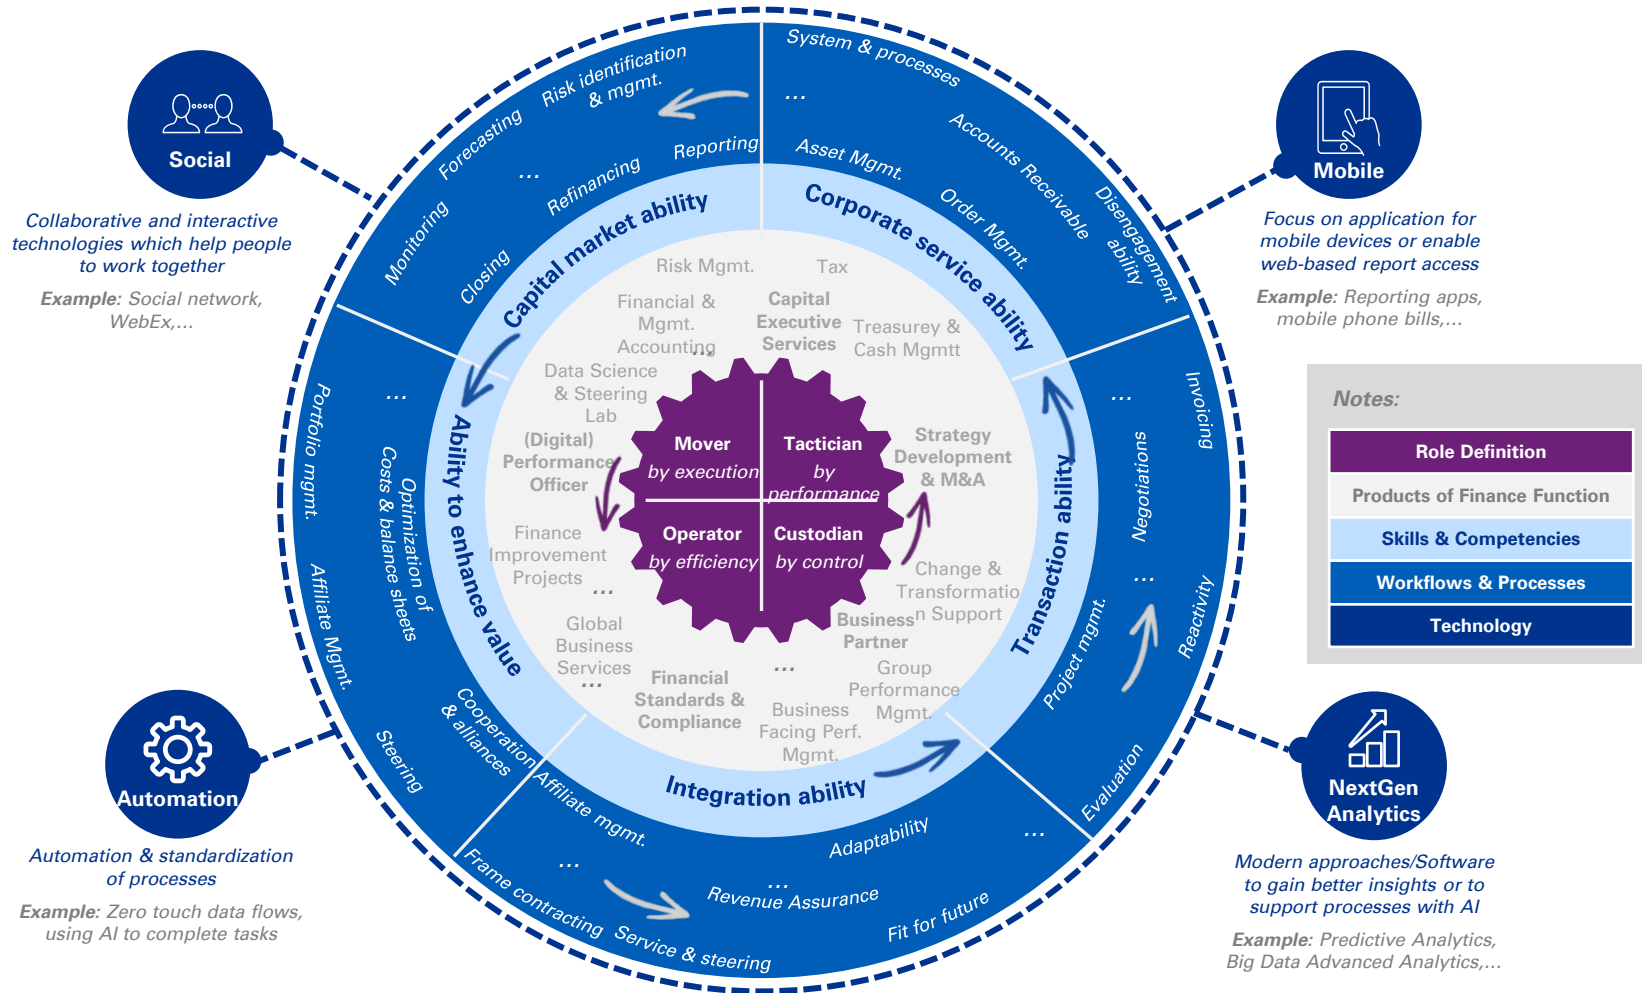 Social
Collaborative and interactive
technologies which help people
to work together
Example: Social network,
WebEx,...
Automation
Automation & standardization
of processes
Example: Zero touch data flows,
using AI to complete tasks
Risk identification
& mgmt.
Forecasting
...
Reporting
Refinancing
Monitoring
Closing
System & processes
...
Asset Mgmt.
Accounts Receivable
Order Mgmt.
Disengagement
ability
Invoicing
...
Negotiations
...
Reactivity
Project mgmt.
Evaluation
Portfolio mgmt.
...
Optimization of
Costs & balance sheets
Affiliate Mgmt.
Cooperation
& alliances
Steering
Affiliate mgmt.
...
Frame contracting
Service & steering
...
Revenue Assurance
Adaptability
...
Fit for future
Capital market ability
Corporate service ability
Ability to enhance value
Transaction ability
Integration ability
Risk Mgmt.
Tax
Financial &
Mgmt.
Accounting
...
Capital
Executive
Services
Treasurey &
Cash Mgmtt
Data Science
& Steering
Lab
(Digital)
Performance
Officer
Strategy
Development
& M&A
Finance
Improvement
Projects
...
Change &
Transformatio
n Support
Global
Business
Services
...
Business
Partner
...
Financial
Standards &
Compliance
Group
Performance
Mgmt.
Business
Facing Perf.
Mgmt.
Mover
by execution
Tactician
by
performance
Operator
by efficiency
Custodian
by control
Mobile
Focus on application for
mobile devices or enable
web-based report access
Example: Reporting apps,
mobile phone bills,...
Notes:
Role Definition
Products of Finance Function
Skills & Competencies
Workflows & Processes
Technology
NextGen
Analytics
Modern approaches/Software
to gain better insights or to
support processes with AI
Example: Predictive Analytics,
Big Data Advanced Analytics,...